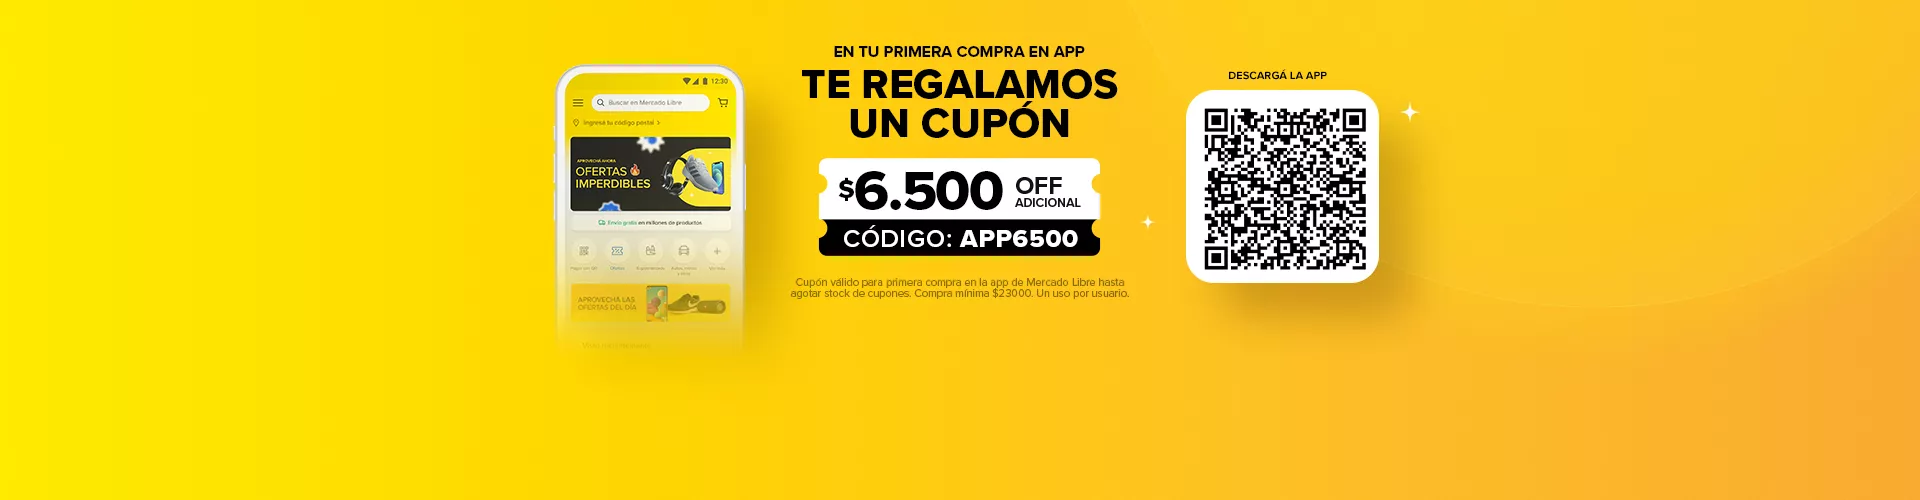 12:30
Buscar en Mercado Libre
Ingresá tu código postal >
APROVECHÁ AHORA
OFERTAS
IMPERDIBLES
Envío gratis en millones de productos
APROVECHÁ LAS
OFERTAS DEL DÍA
EN TU PRIMERA COMPRA EN APP
TE REGALAMOS
UN CUPÓN
$6.500 OFF
ADICIONAL
CÓDIGO: APP6500
Cupón válido para primera compra en la app de Mercado Libre hasta
agotar stock de cupones. Compra mínima $23000. Un uso por usuario.
DESCARGÁ LA APP